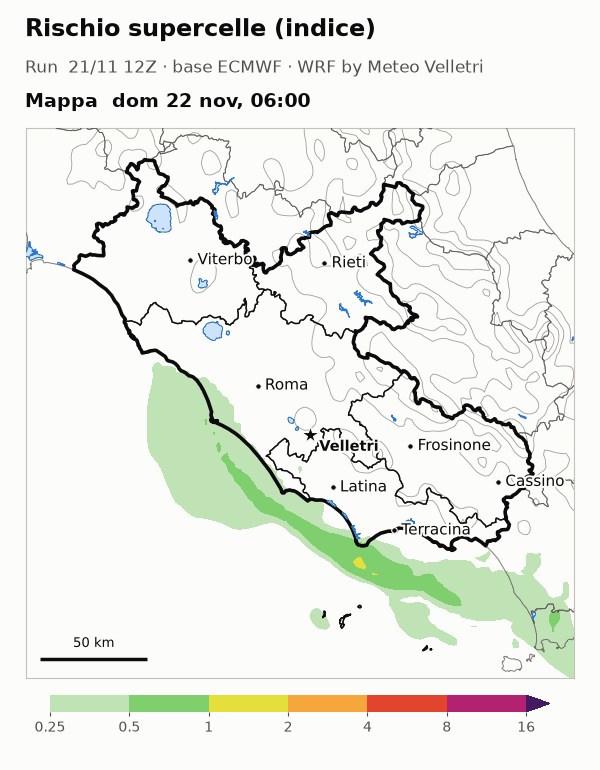 Rischio supercelle (indice)
Run  21/11 12Z · base ECMWF · WRF by Meteo Velletri
Mappa  dom 22 nov, 06:00
Viterbo
Rieti
Roma
Velletri
Frosinone
Cassino
Latina
Terracina
50 km
0.25 0.5 1 2 4 8 16